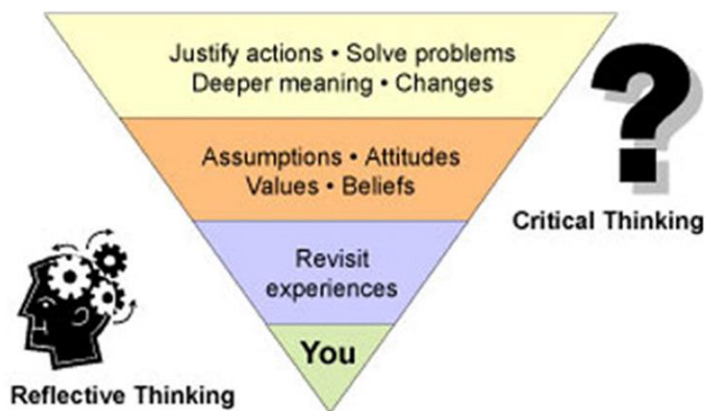 Justify actions • Solve problems
Deeper meaning • Changes
Assumptions • Attitudes
Values • Beliefs
Critical Thinking
Revisit
experiences
You
Reflective Thinking